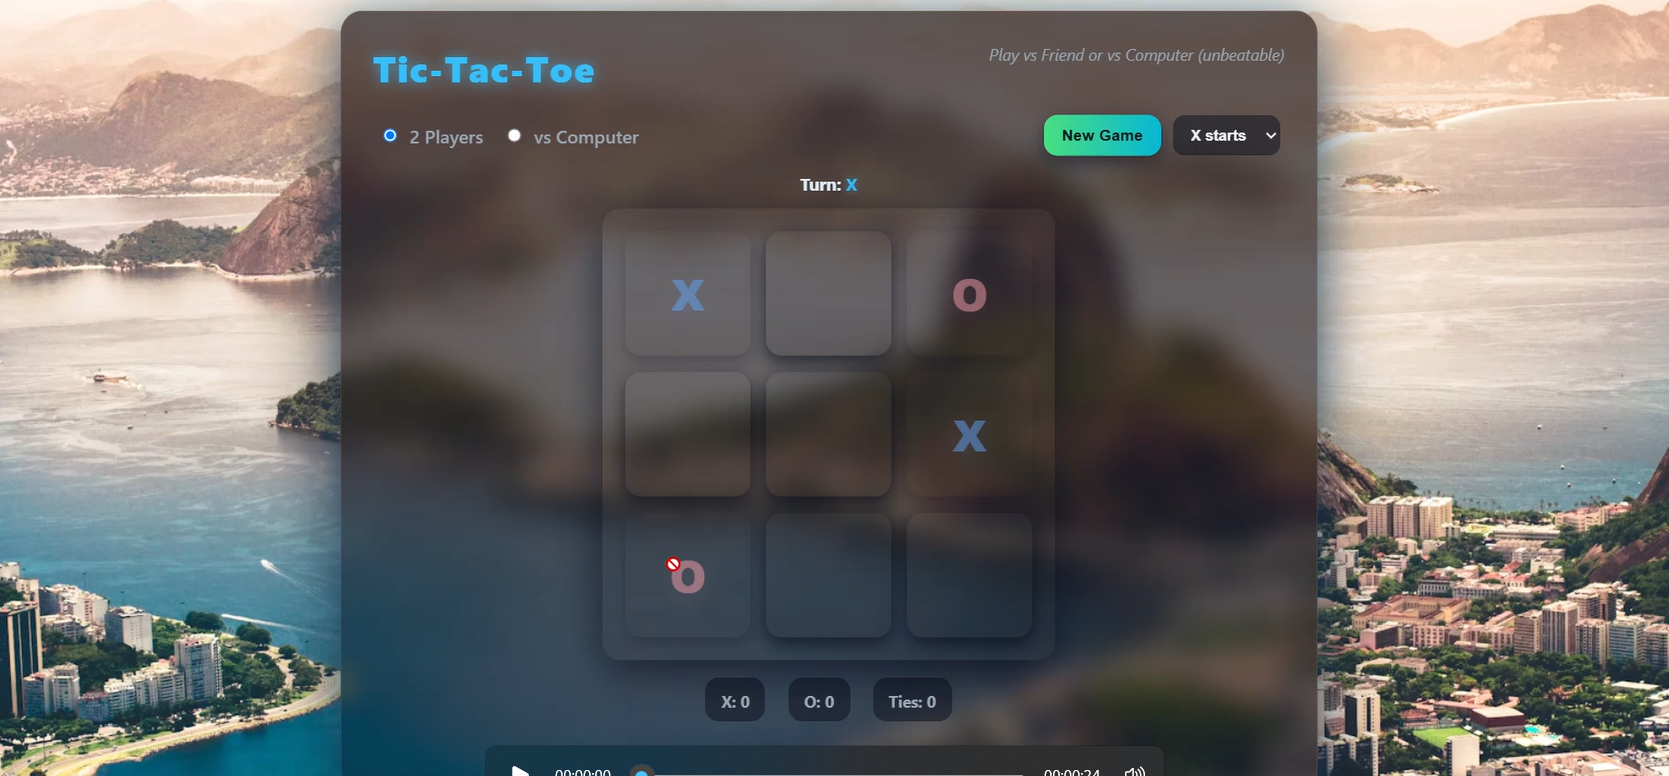 Tic-Tac-Toe
Play vs Friend or vs Computer (unbeatable)
2 Players
vs Computer
New Game
X starts
Turn: X
X
O
X
O
X: 0
O: 0
Ties: 0
00:00:00
00:00:24